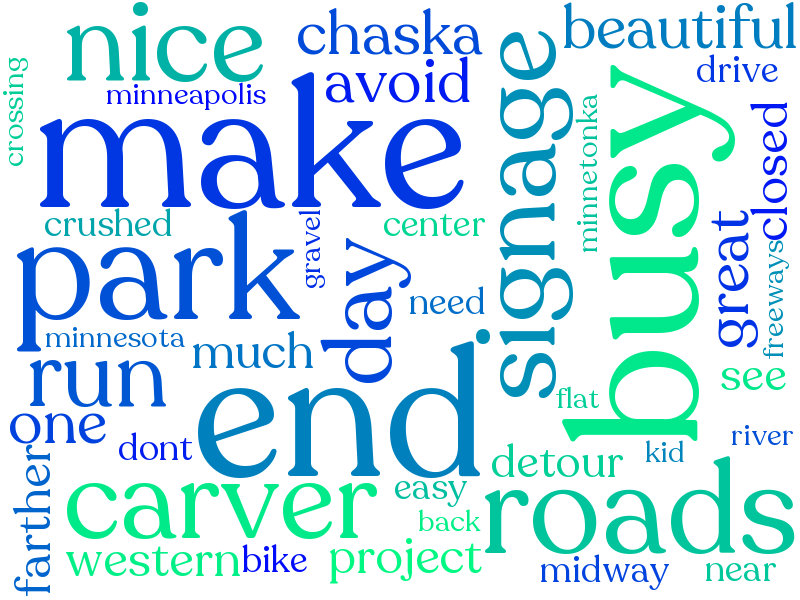 nice
chaska
beautiful
crossing
minneapolis
avoid
signage
drive
make
busy
minnetonka
closed
crushed
gravel
center
park
day
great
freeways
need
minnesota
much
run
end
see
one
dont
flat
kid
river
farther
detour
carver
easy
roads
back
western
bike
project
midway
near